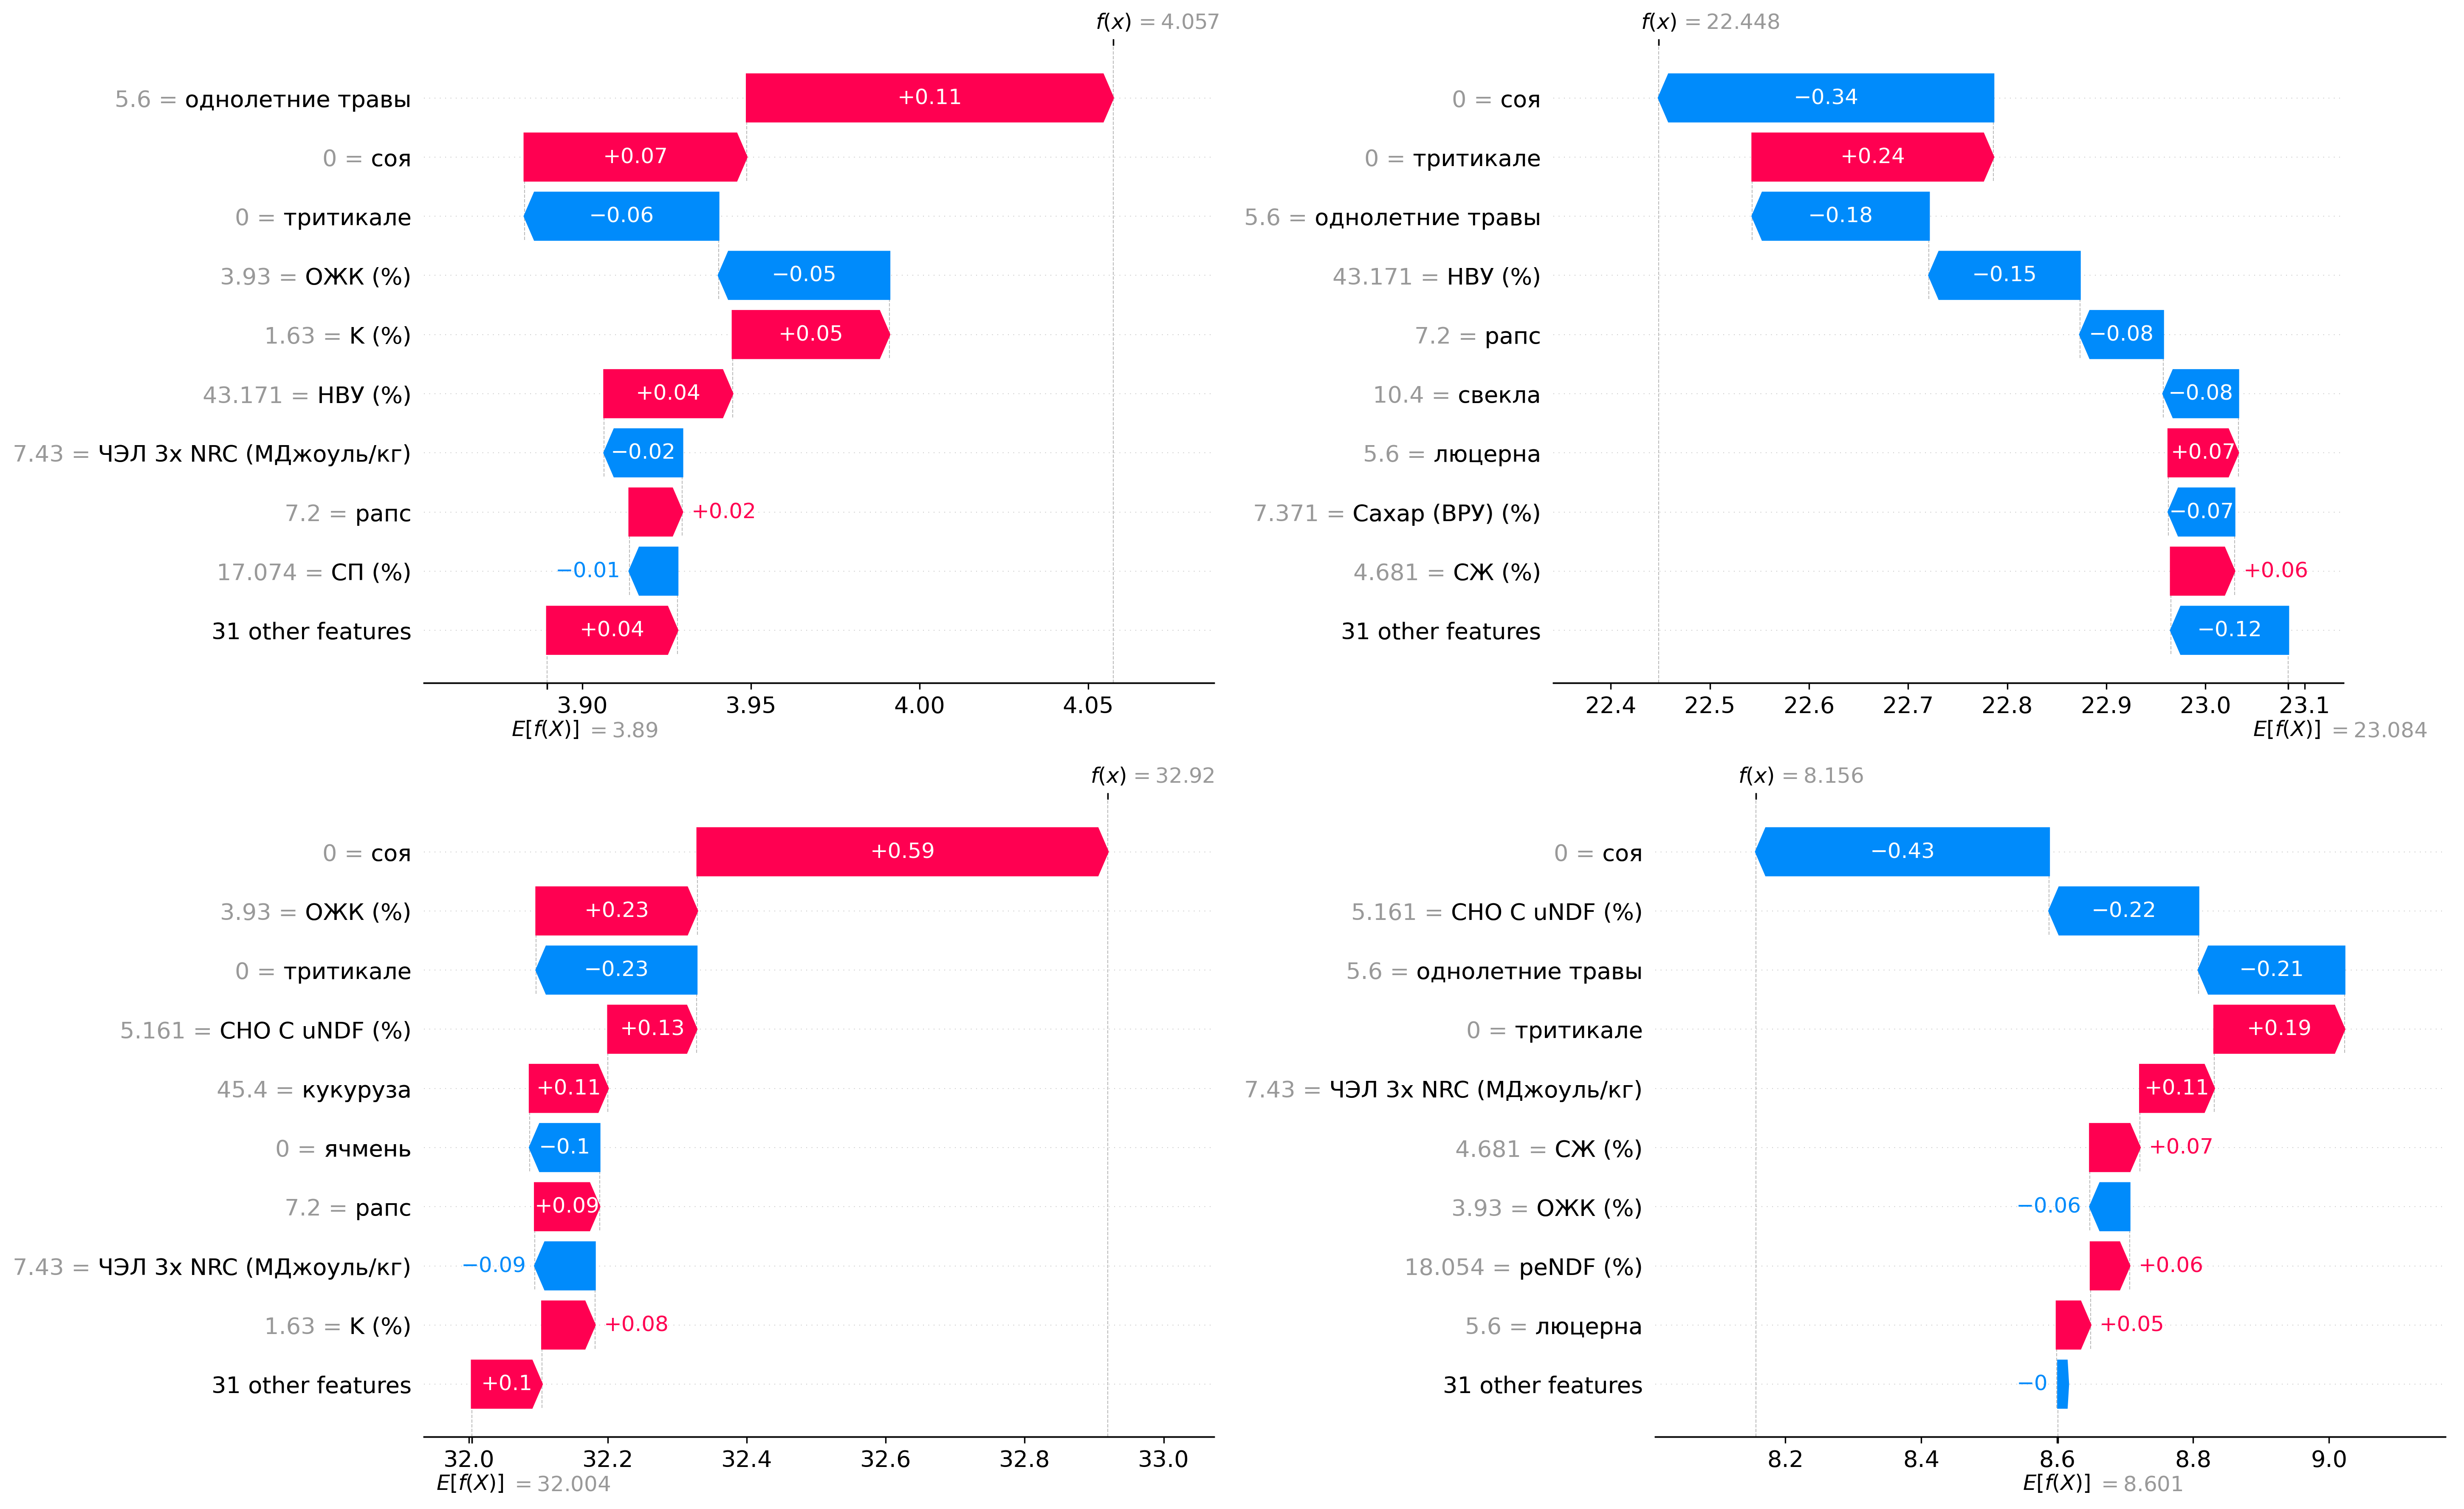 f(x) = 4.057
5.6 = однолетние травы
+0.11
0 = соя
+0.07
0 = тритикале
−0.06
3.93 = ОЖК (%)
−0.05
1.63 = K (%)
+0.05
43.171 = НВУ (%)
+0.04
7.43 = ЧЭЛ 3x NRC (МДжоуль/кг)
−0.02
7.2 = рапс
+0.02
17.074 = СП (%)
−0.01
31 other features
+0.04
3.90 3.95 4.00 4.05
E[f(X)] = 3.89
f(x) = 22.448
0 = соя
−0.34
0 = тритикале
+0.24
5.6 = однолетние травы
−0.18
43.171 = НВУ (%)
−0.15
7.2 = рапс
−0.08
10.4 = свекла
−0.08
5.6 = люцерна
+0.07
7.371 = Сахар (ВРУ) (%)
−0.07
4.681 = СЖ (%)
+0.06
31 other features
−0.12
22.4 22.5 22.6 22.7 22.8 22.9 23.0 23.1
E[f(X)] = 23.084
f(x) = 32.92
0 = соя
+0.59
3.93 = ОЖК (%)
+0.23
0 = тритикале
−0.23
5.161 = CHO C uNDF (%)
+0.13
45.4 = кукуруза
+0.11
0 = ячмень
−0.1
7.2 = рапс
+0.09
7.43 = ЧЭЛ 3x NRC (МДжоуль/кг)
−0.09
1.63 = K (%)
+0.08
31 other features
+0.1
32.0 32.2 32.4 32.6 32.8 33.0
E[f(X)] = 32.004
f(x) = 8.156
0 = соя
−0.43
5.161 = CHO C uNDF (%)
−0.22
5.6 = однолетние травы
−0.21
0 = тритикале
+0.19
7.43 = ЧЭЛ 3x NRC (МДжоуль/кг)
+0.11
4.681 = СЖ (%)
+0.07
3.93 = ОЖК (%)
−0.06
18.054 = peNDF (%)
+0.06
5.6 = люцерна
+0.05
31 other features
−0
8.2 8.4 8.6 8.8 9.0
E[f(X)] = 8.601